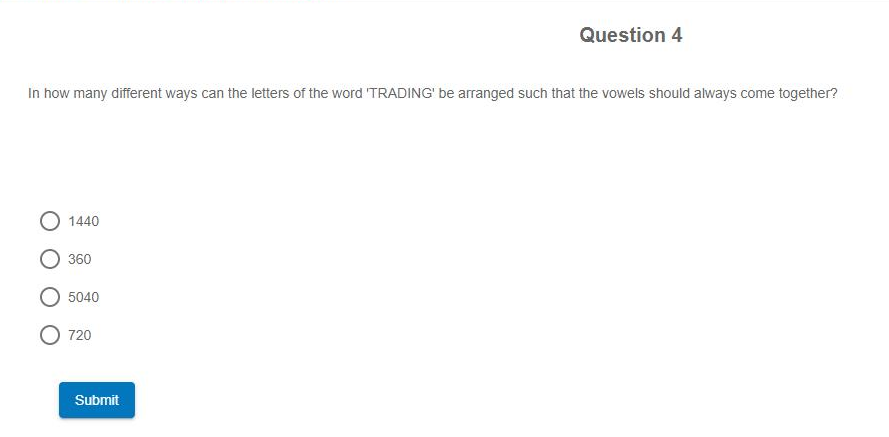 Question 4
In how many different ways can the letters of the word 'TRADING' be arranged such that the vowels should always come together?
1440
360
5040
720
Submit